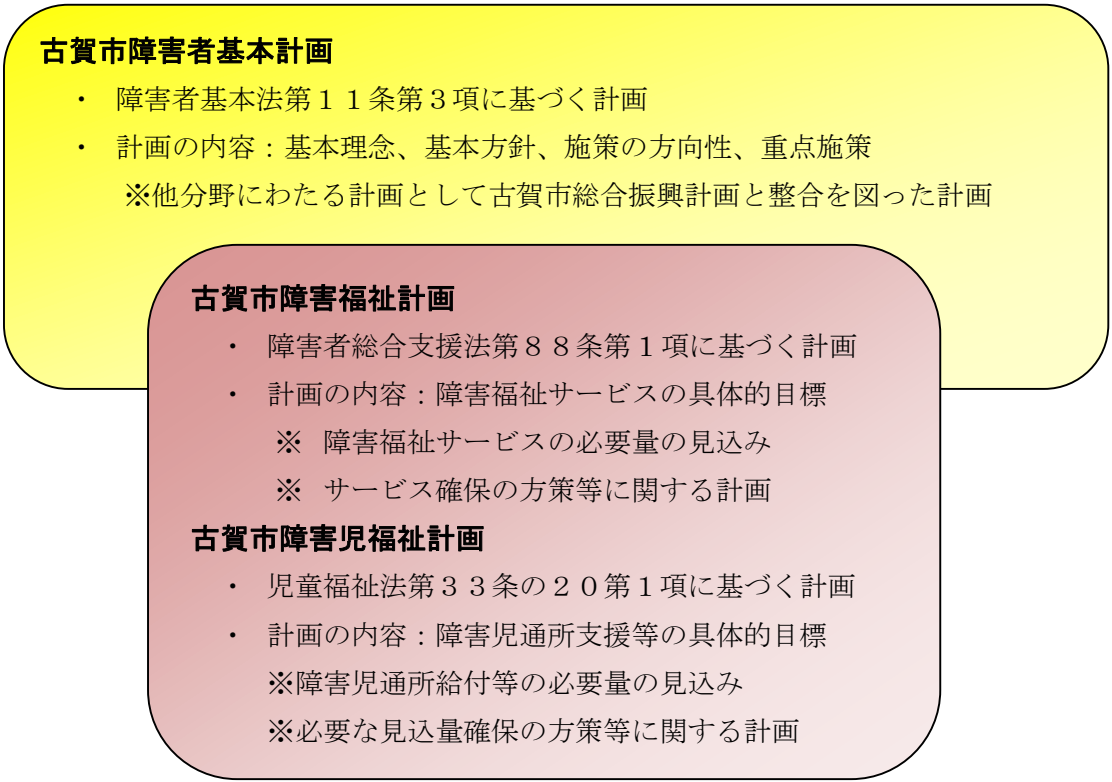 古賀市障害者基本計画
・ 障害者基本法第１１条第３項に基づく計画
・ 計画の内容：基本理念、基本方針、施策の方向性、重点施策
※他分野にわたる計画として古賀市総合振興計画と整合を図った計画
古賀市障害福祉計画
・ 障害者総合支援法第８８条第１項に基づく計画
・ 計画の内容：障害福祉サービスの具体的目標
※ 障害福祉サービスの必要量の見込み
※ サービス確保の方策等に関する計画
古賀市障害児福祉計画
・ 児童福祉法第３３条の２０第１項に基づく計画
・ 計画の内容：障害児通所支援等の具体的目標
※障害児通所給付等の必要量の見込み
※必要な見込量確保の方策等に関する計画